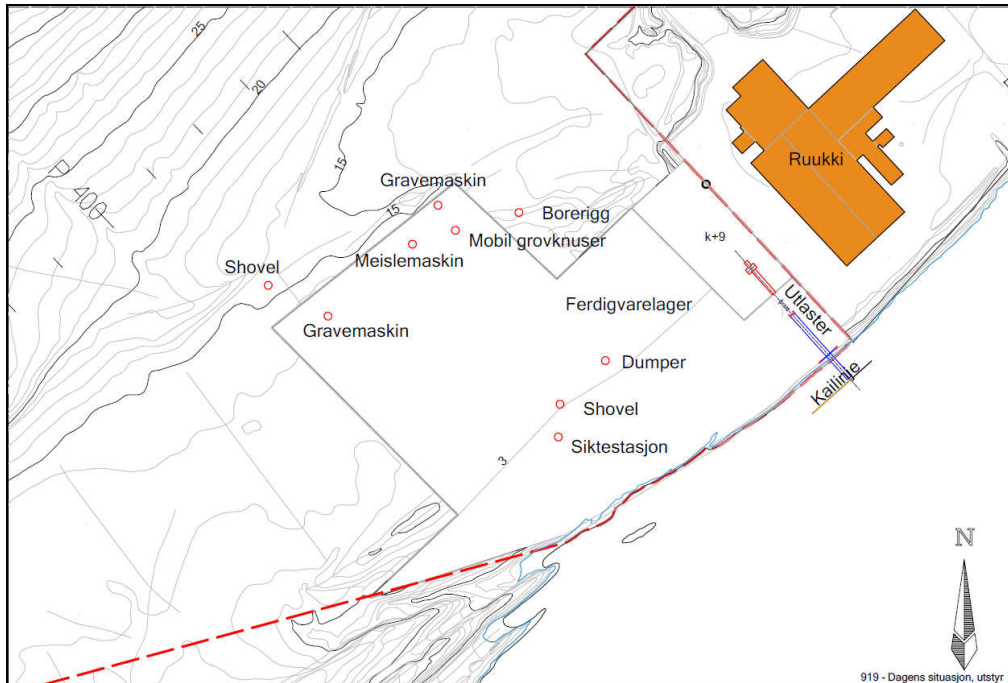 25
20
P 400
15
15
Ruukki
Gravemaskin
Borerigg
Mobil grovknuser
Meislemaskin
k+9
Shovel
Utlaster
Ferdigvarelager
Gravemaskin
Dumper
Kailinje
Shovel
Siktestasjon
3
N
919 - Dagens situasjon, utstyr